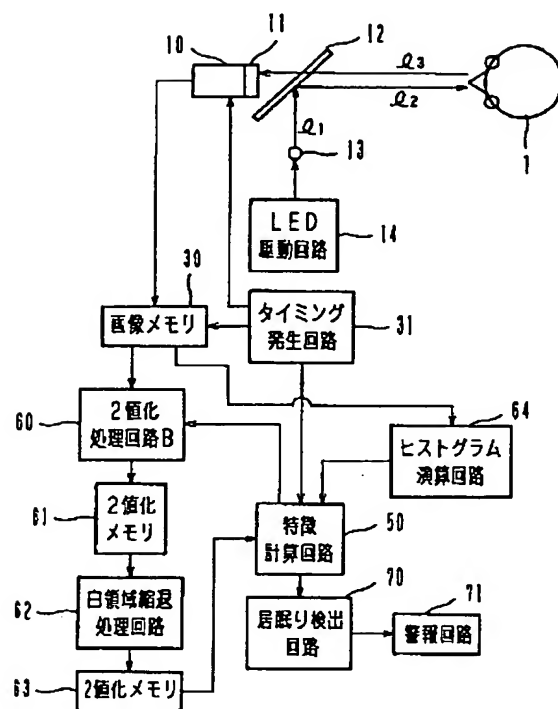 10
11
12
ℓ3
ℓ2
ℓ1
13
1
LED
駆動回路
14
30
画像メモリ
タイミング
発生回路
31
60
2値化
処理回路B
64
ヒストグラム
演算回路
61
2値化
メモリ
特徴
計算回路
50
62
白領域縮退
処理回路
70
居眠り検出
回路
71
警報回路
63
2値化メモリ